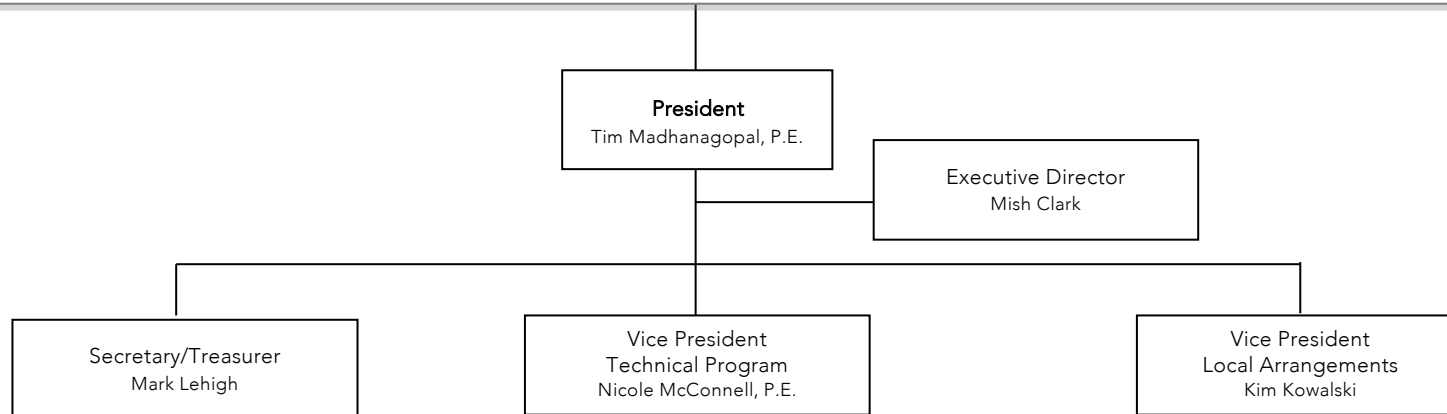 President
Tim Madhanagopal, P.E.
Executive Director
Mish Clark
Secretary/Treasurer
Mark Lehigh
Vice President
Technical Program
Nicole McConnell, P.E.
Vice President
Local Arrangements
Kim Kowalski